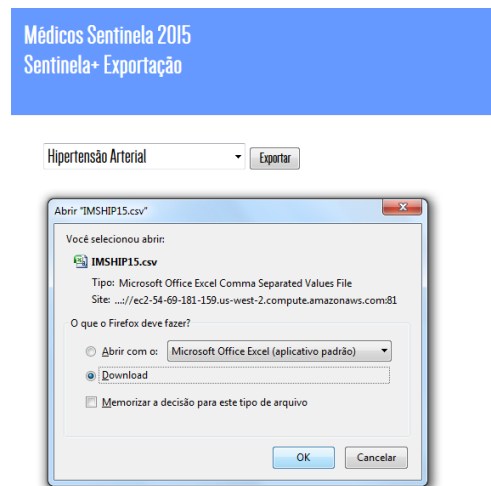 Médicos Sentinela 2015
Sentinela+ Exportação
Hipertensão Arterial
Exportar
Abrir "IMSHIP15.csv"
Você selecionou abrir:
IMSHIP15.csv
Tipo: Microsoft Office Excel Comma Separated Values File
Site: ...://ec2-54-69-181-159.us-west-2.compute.amazonaws.com:81
O que o Firefox deve fazer?
Abrir com o: Microsoft Office Excel (aplicativo padrão)
Download
Memorizar a decisão para este tipo de arquivo
OK Cancelar